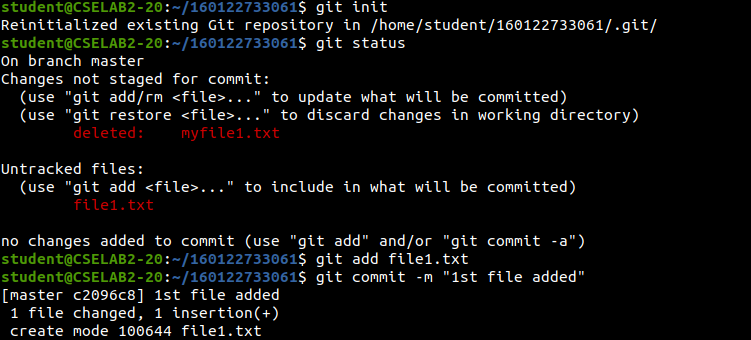 student@CSELAB2-20:~/160122733061$ git init
Reinitialized existing Git repository in /home/student/160122733061/.git/
student@CSELAB2-20:~/160122733061$ git status
On branch master
Changes not staged for commit:
  (use "git add/rm <file>..." to update what will be committed)
  (use "git restore <file>..." to discard changes in working directory)
        deleted:    myfile1.txt

Untracked files:
  (use "git add <file>..." to include in what will be committed)
        file1.txt

no changes added to commit (use "git add" and/or "git commit -a")
student@CSELAB2-20:~/160122733061$ git add file1.txt
student@CSELAB2-20:~/160122733061$ git commit -m "1st file added"
[master c2096c8] 1st file added
 1 file changed, 1 insertion(+)
 create mode 100644 file1.txt